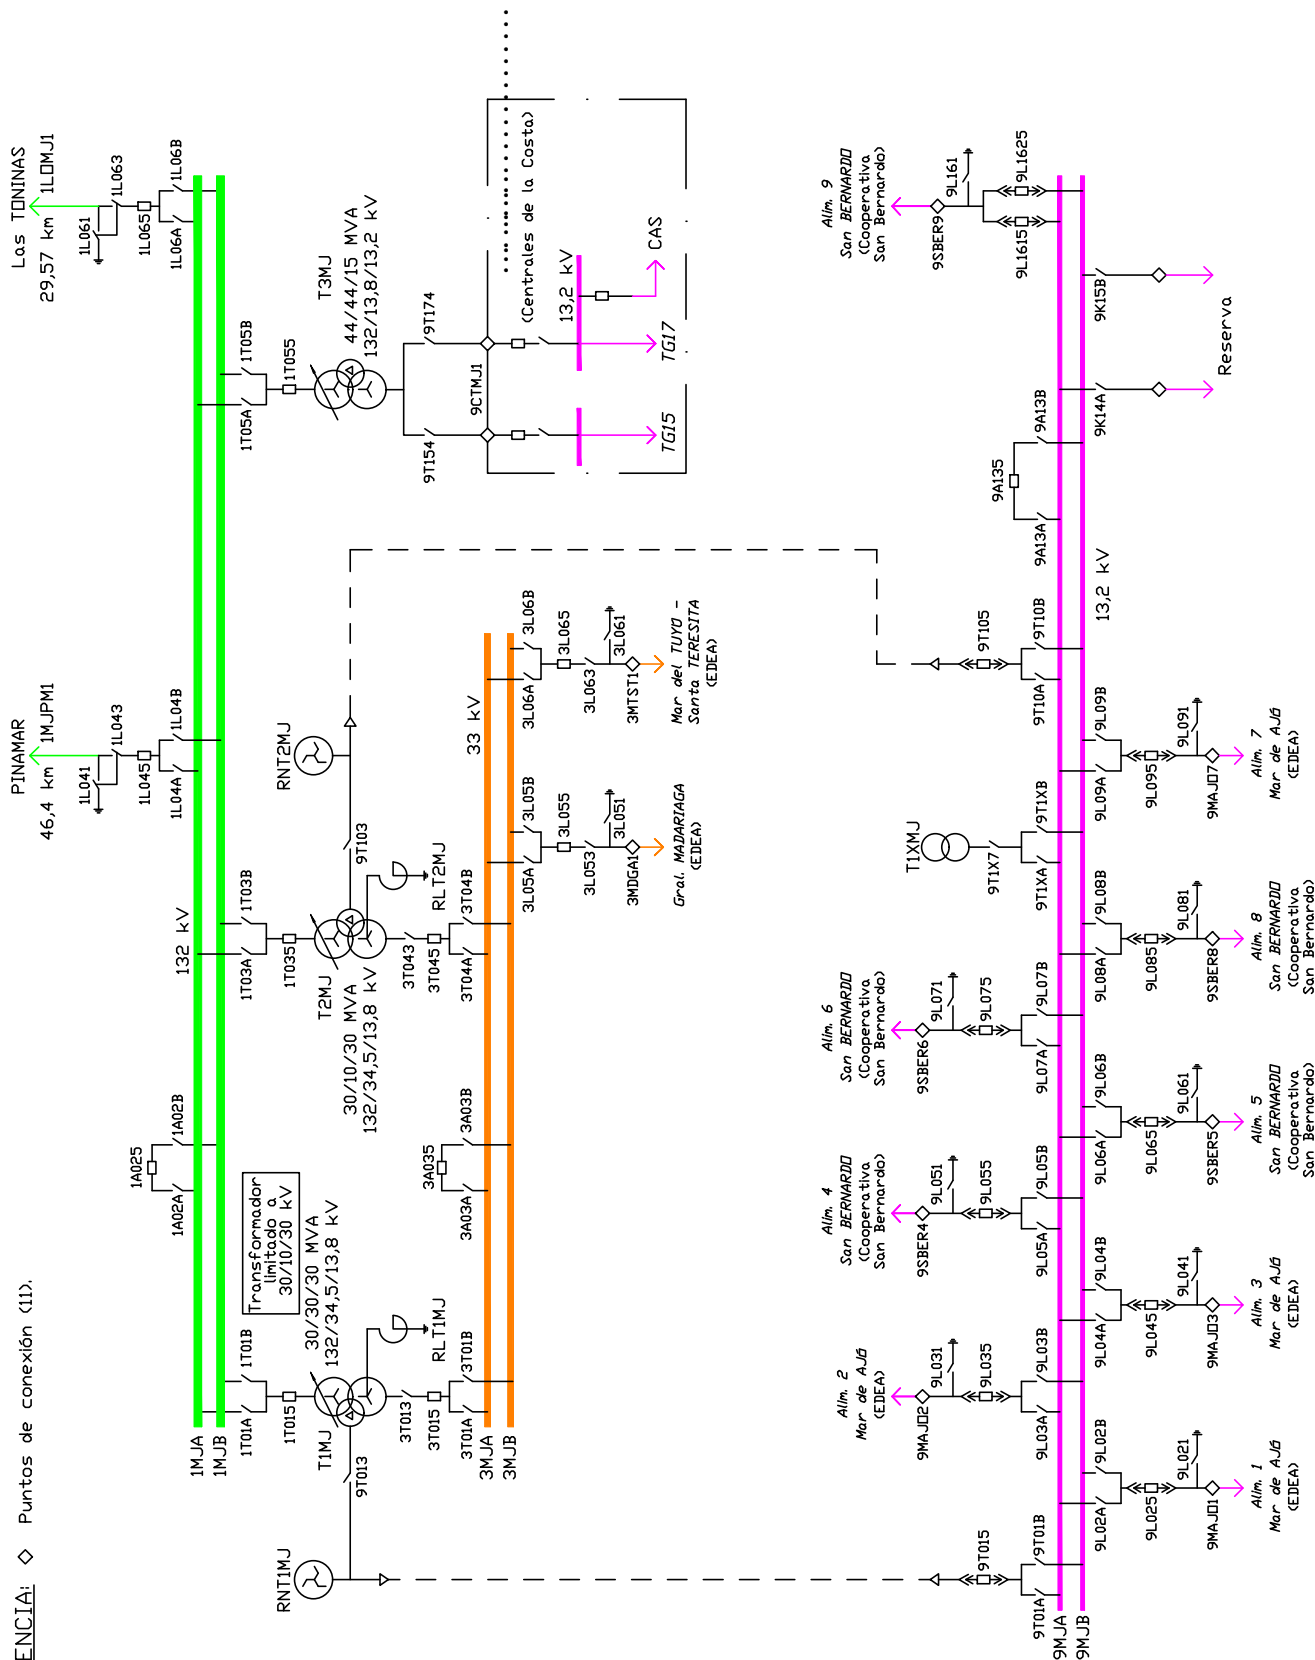 ENCIA: Puntos de conexión (11).
PINAMAR
46,4 km 1MJPM1
Las TONINAS
29,57 km 1LOMJ1
1L041
1L043
1L045
1L04A
1L04B
1L061
1L063
1L065
1L06A
1L06B
1A025
1A02A
1A02B
132 kV
1MJA
1MJB
1T01A
1T01B
1T015
1T03A
1T03B
1T035
1T05A
1T05B
1T055
Transformador
limitado a
30/10/30 kV
RNT1MJ
T1MJ
30/30/30 MVA
132/34,5/13,8 kV
RNT2MJ
T2MJ
30/10/30 MVA
132/34,5/13,8 kV
T3MJ
44/44/15 MVA
132/13,8/13,2 kV
9T013
9T103
RLT1MJ
RLT2MJ
3T013
3T015
3T01A
3T01B
3A035
3A03A
3A03B
3T043
3T045
3T04A
3T04B
9T154
9T174
9CTMJ1
(Centrales de la Costa)
13,2 kV
TG15
TG17
CAS
33 kV
3MJA
3MJB
3L05A
3L05B
3L055
3L053
3L051
3MDGA1
Gral. MADARIAGA
(EDEA)
3L06A
3L06B
3L065
3L063
3L061
3MTST1
Mar del TUYO -
Santa TERESITA
(EDEA)
Alim. 2
Mar de AJó
(EDEA)
9MAJO2
9L031
9L035
9L03A
9L03B
Alim. 4
San BERNARDO
(Cooperativa
San Bernardo)
9SBER4
9L051
9L055
9L05A
9L05B
Alim. 6
San BERNARDO
(Cooperativa
San Bernardo)
9SBER6
9L071
9L075
9L07A
9L07B
T1XMJ
9T1X7
9T1XA
9T1XB
Alim. 9
San BERNARDO
(Cooperativa
San Bernardo)
9SBER9
9L161
9L1615
9L1625
9T015
9T01A
9T01B
9T105
9T10A
9T10B
9A135
9A13A
9A13B
9MJA
9MJB
13,2 kV
9L02A
9L02B
9L025
9L021
9MAJO1
Alim. 1
Mar de AJó
(EDEA)
9L04A
9L04B
9L045
9L041
9MAJO3
Alim. 3
Mar de AJó
(EDEA)
9L06A
9L06B
9L065
9L061
9SBER5
Alim. 5
San BERNARDO
(Cooperativa
San Bernardo)
9L08A
9L08B
9L085
9L081
9SBER8
Alim. 8
San BERNARDO
(Cooperativa
San Bernardo)
9L09A
9L09B
9L095
9L091
9MAJO7
Alim. 7
Mar de AJó
(EDEA)
9K14A
9K15B
Reserva